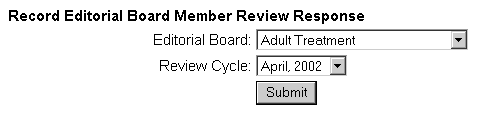 Record Editorial Board Member Review Response
Editorial Board: Adult Treatment
Review Cycle: April, 2002
Submit